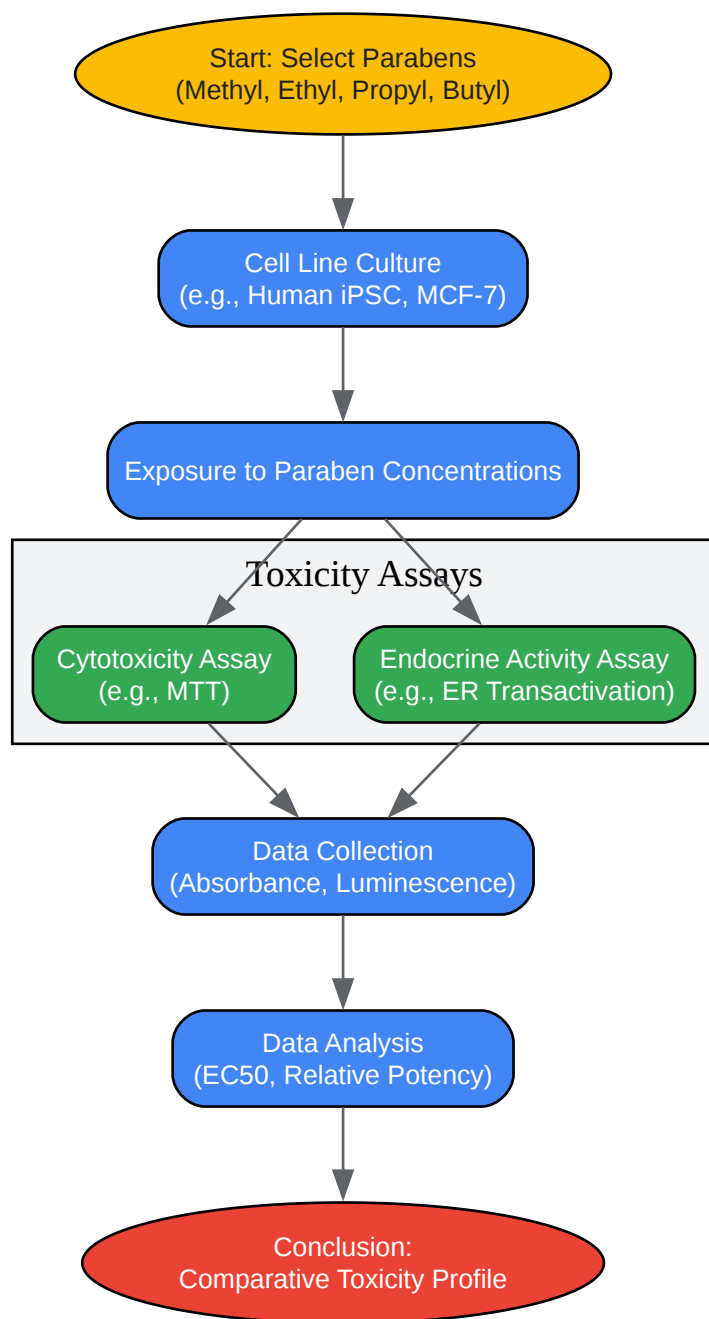 Start: Select Parabens
(Methyl, Ethyl, Propyl, Butyl)
Cell Line Culture
(e.g., Human iPSC, MCF-7)
Exposure to Paraben Concentrations
Toxicity Assays
Cytotoxicity Assay
(e.g., MTT)
Endocrine Activity Assay
(e.g., ER Transactivation)
Data Collection
(Absorbance, Luminescence)
Data Analysis
(EC50, Relative Potency)
Conclusion:
Comparative Toxicity Profile